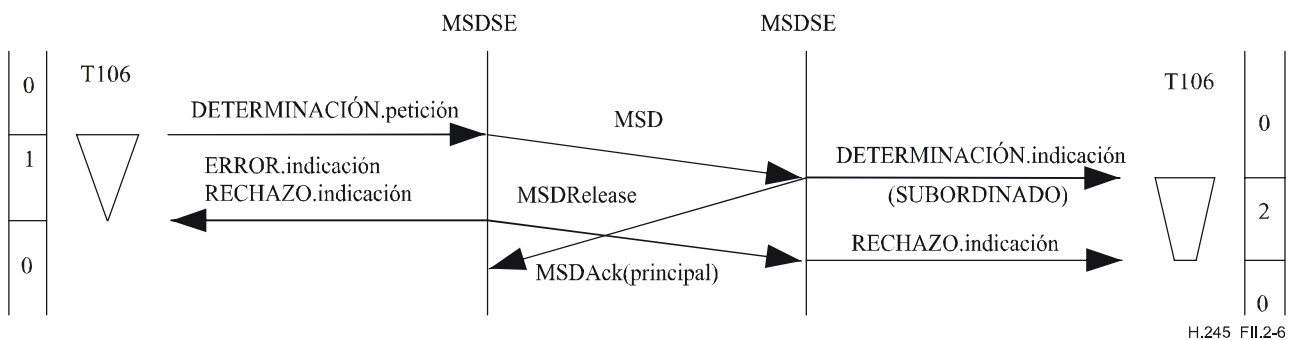 MSDSE
MSDSE
T106
T106
0
1
0
DETERMINACIÓN.petición
MSD
ERROR.indicación
RECHAZO.indicación
MSDRelease
MSDAck(principal)
DETERMINACIÓN.indicación
(SUBORDINADO)
RECHAZO.indicación
0
2
0
H.245 FII.2-6